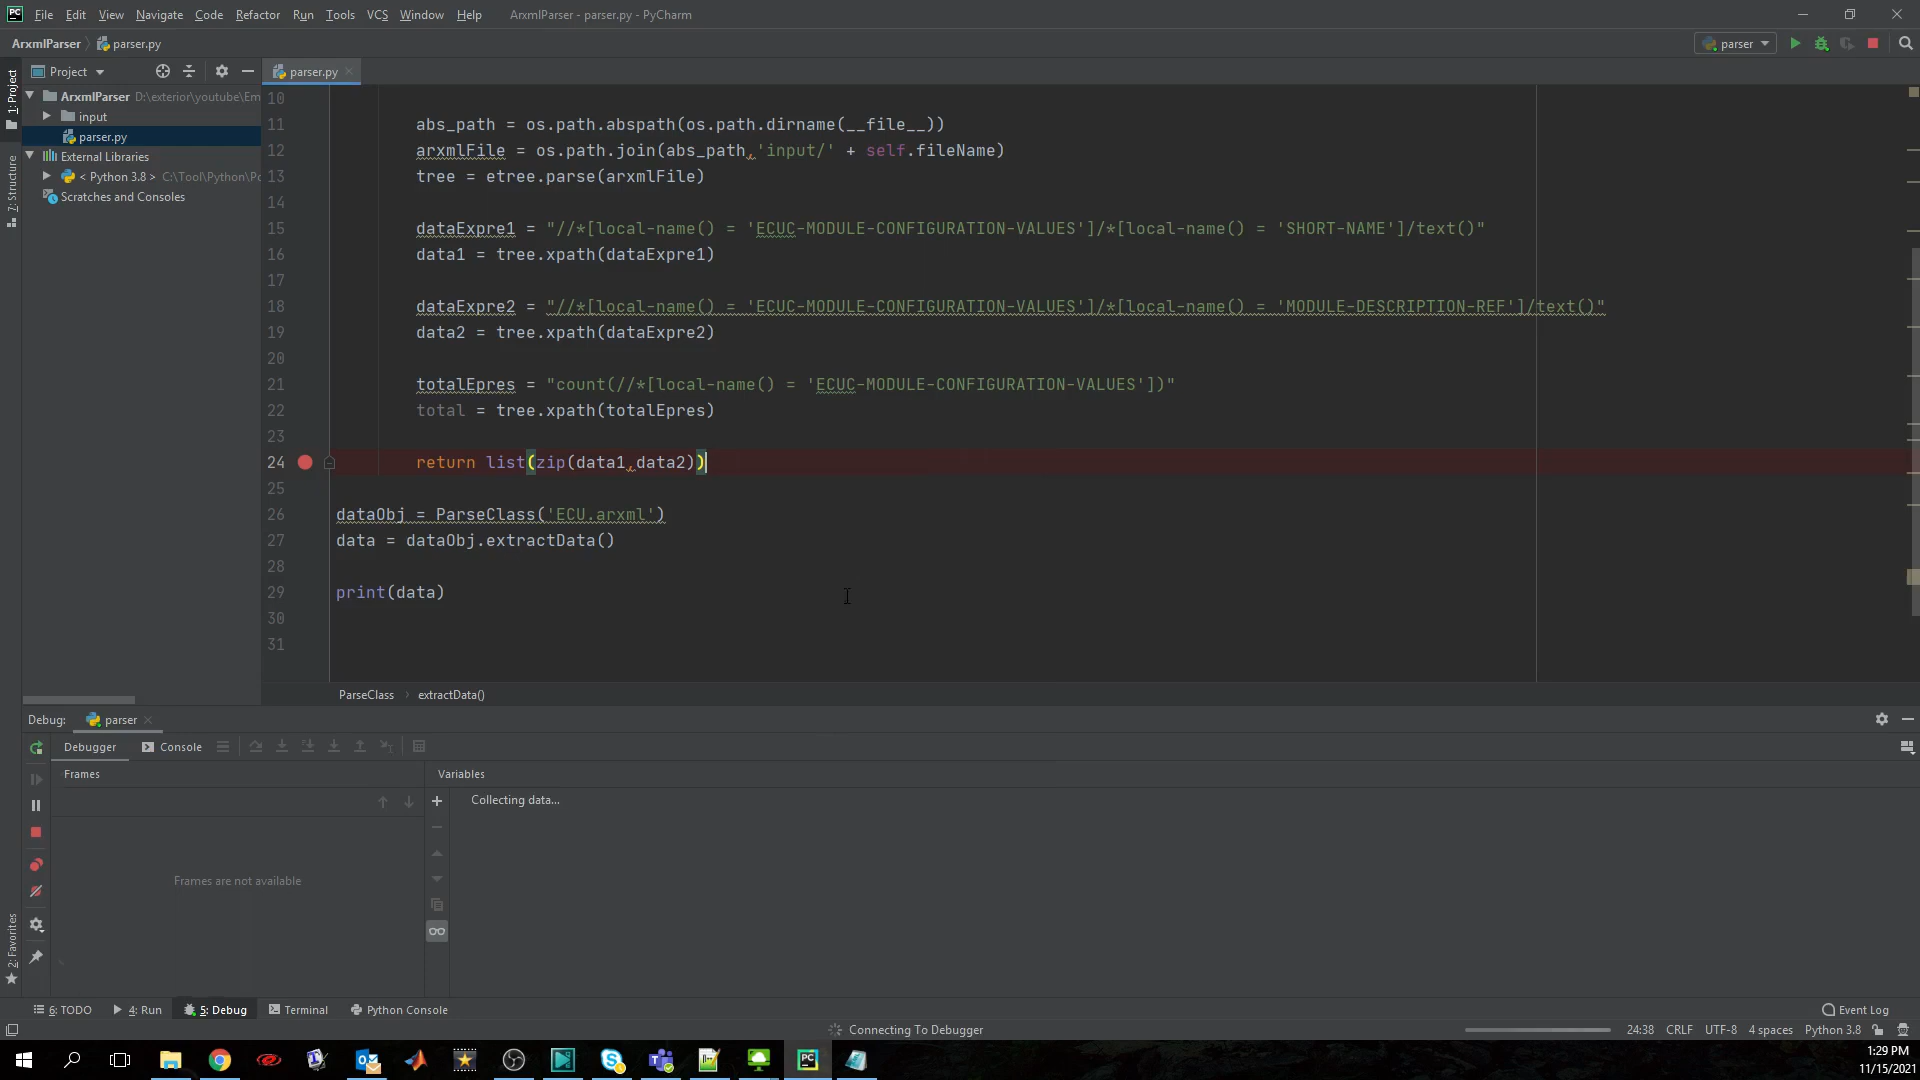 PC File Edit View Navigate Code Refactor Run Tools VCS Window Help ArxmlParser - parser.py - PyCharm
ArxmlParser parser.py parser
1: Project
7: Structure
2: Favorites
Project
ArxmlParser D:\exterior\youtube\Em
input
parser.py
External Libraries
< Python 3.8 > C:\Tool\Python\Po
Scratches and Consoles
parser.py
10
11 abs_path = os.path.abspath(os.path.dirname(__file__))
12 arxmlFile = os.path.join(abs_path,'input/' + self.fileName)
13 tree = etree.parse(arxmlFile)
14
15 dataExpre1 = "//*[local-name() = 'ECUC-MODULE-CONFIGURATION-VALUES']/*[local-name() = 'SHORT-NAME']/text()"
16 data1 = tree.xpath(dataExpre1)
17
18 dataExpre2 = "//*[local-name() = 'ECUC-MODULE-CONFIGURATION-VALUES']/*[local-name() = 'MODULE-DESCRIPTION-REF']/text()"
19 data2 = tree.xpath(dataExpre2)
20
21 totalEpres = "count(//*[local-name() = 'ECUC-MODULE-CONFIGURATION-VALUES'])"
22 total = tree.xpath(totalEpres)
23
24 return list(zip(data1,data2))
25
26 dataObj = ParseClass('ECU.arxml')
27 data = dataObj.extractData()
28
29 print(data)
30
31
ParseClass extractData()
Debug: parser
Debugger Console
Frames Variables
Collecting data...
Frames are not available
6: TODO 4: Run 5: Debug Terminal Python Console Event Log
Connecting To Debugger 24:38 CRLF UTF-8 4 spaces Python 3.8
1:29 PM
11/15/2021